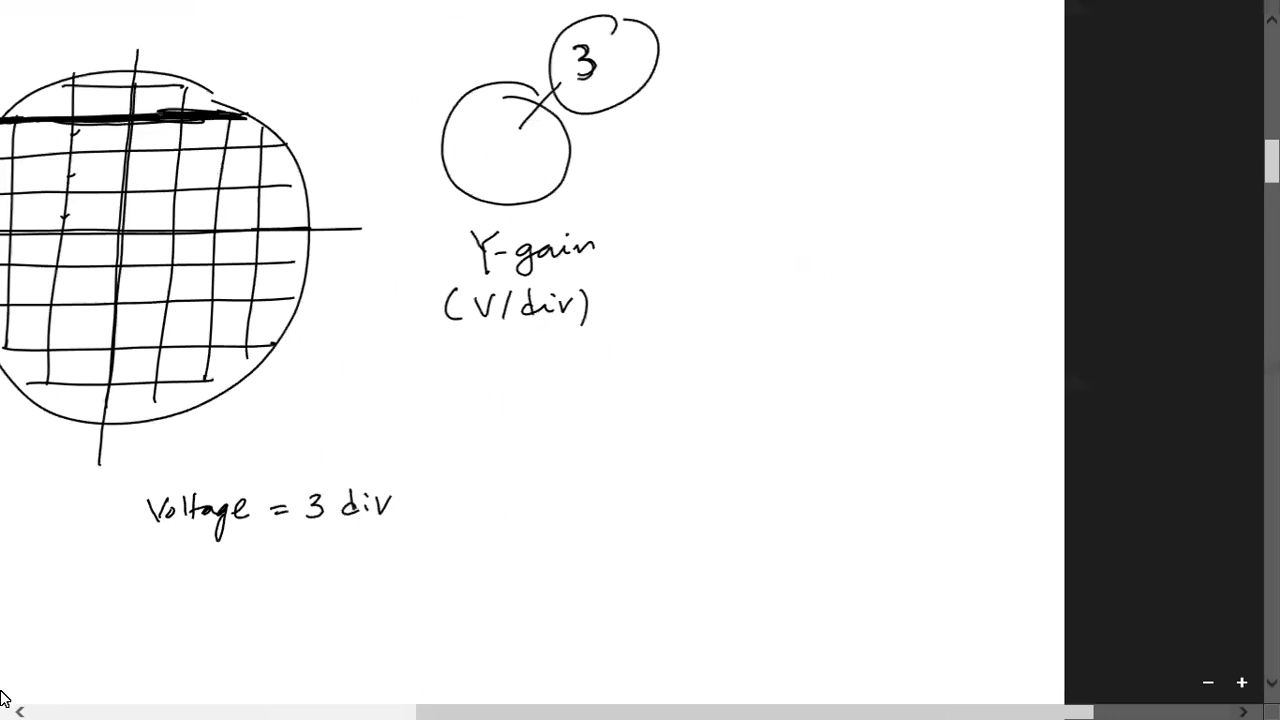 3
Y-gain
(V/div)
Voltage = 3 div